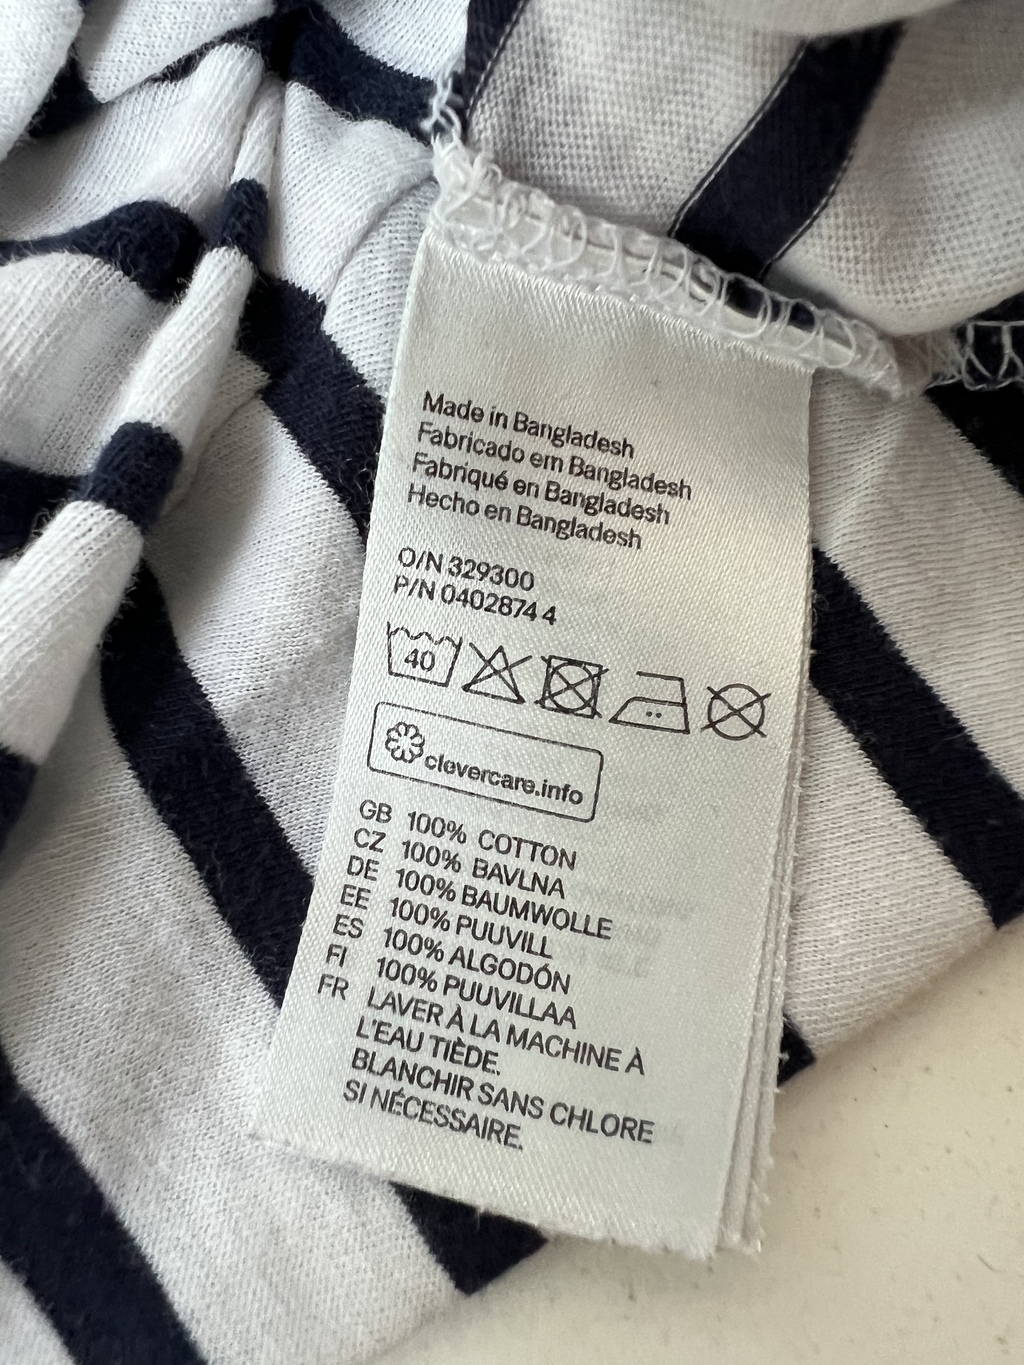 Made in Bangladesh
Fabricado em Bangladesh
Fabriqué en Bangladesh
Hecho en Bangladesh
O/N 329300
P/N 0402874 4
40
clevercare.info
GB 100% COTTON
CZ 100% BAVLNA
DE 100% BAUMWOLLE
EE 100% PUUVILL
ES 100% ALGODÓN
FI 100% PUUVILLAA
FR LAVER À LA MACHINE À
L'EAU TIÈDE.
BLANCHIR SANS CHLORE
SI NÉCESSAIRE.